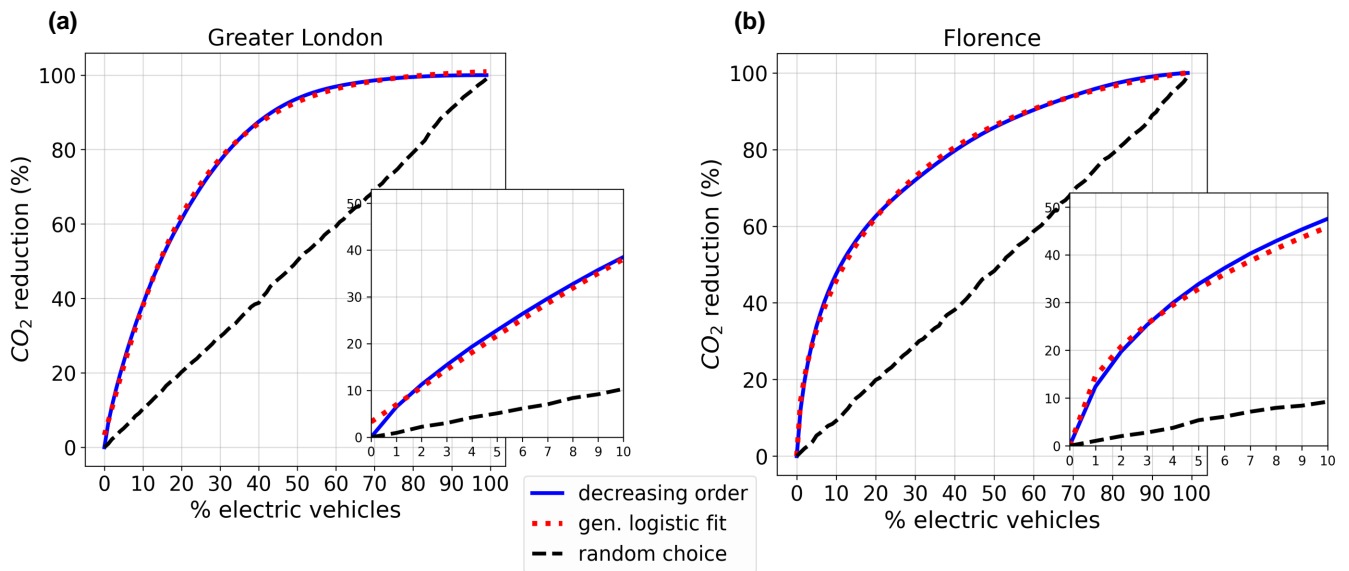 (a)
Greater London
CO2 reduction (%)
100
80
60
40
20
0
0 10 20 30 40 50 60 70 80 90 100
% electric vehicles
50
40
30
20
10
0
0 1 2 3 4 5 6 7 8 9 10
(b)
Florence
CO2 reduction (%)
100
80
60
40
20
0
0 10 20 30 40 50 60 70 80 90 100
% electric vehicles
50
40
30
20
10
0
0 1 2 3 4 5 6 7 8 9 10
decreasing order
gen. logistic fit
random choice